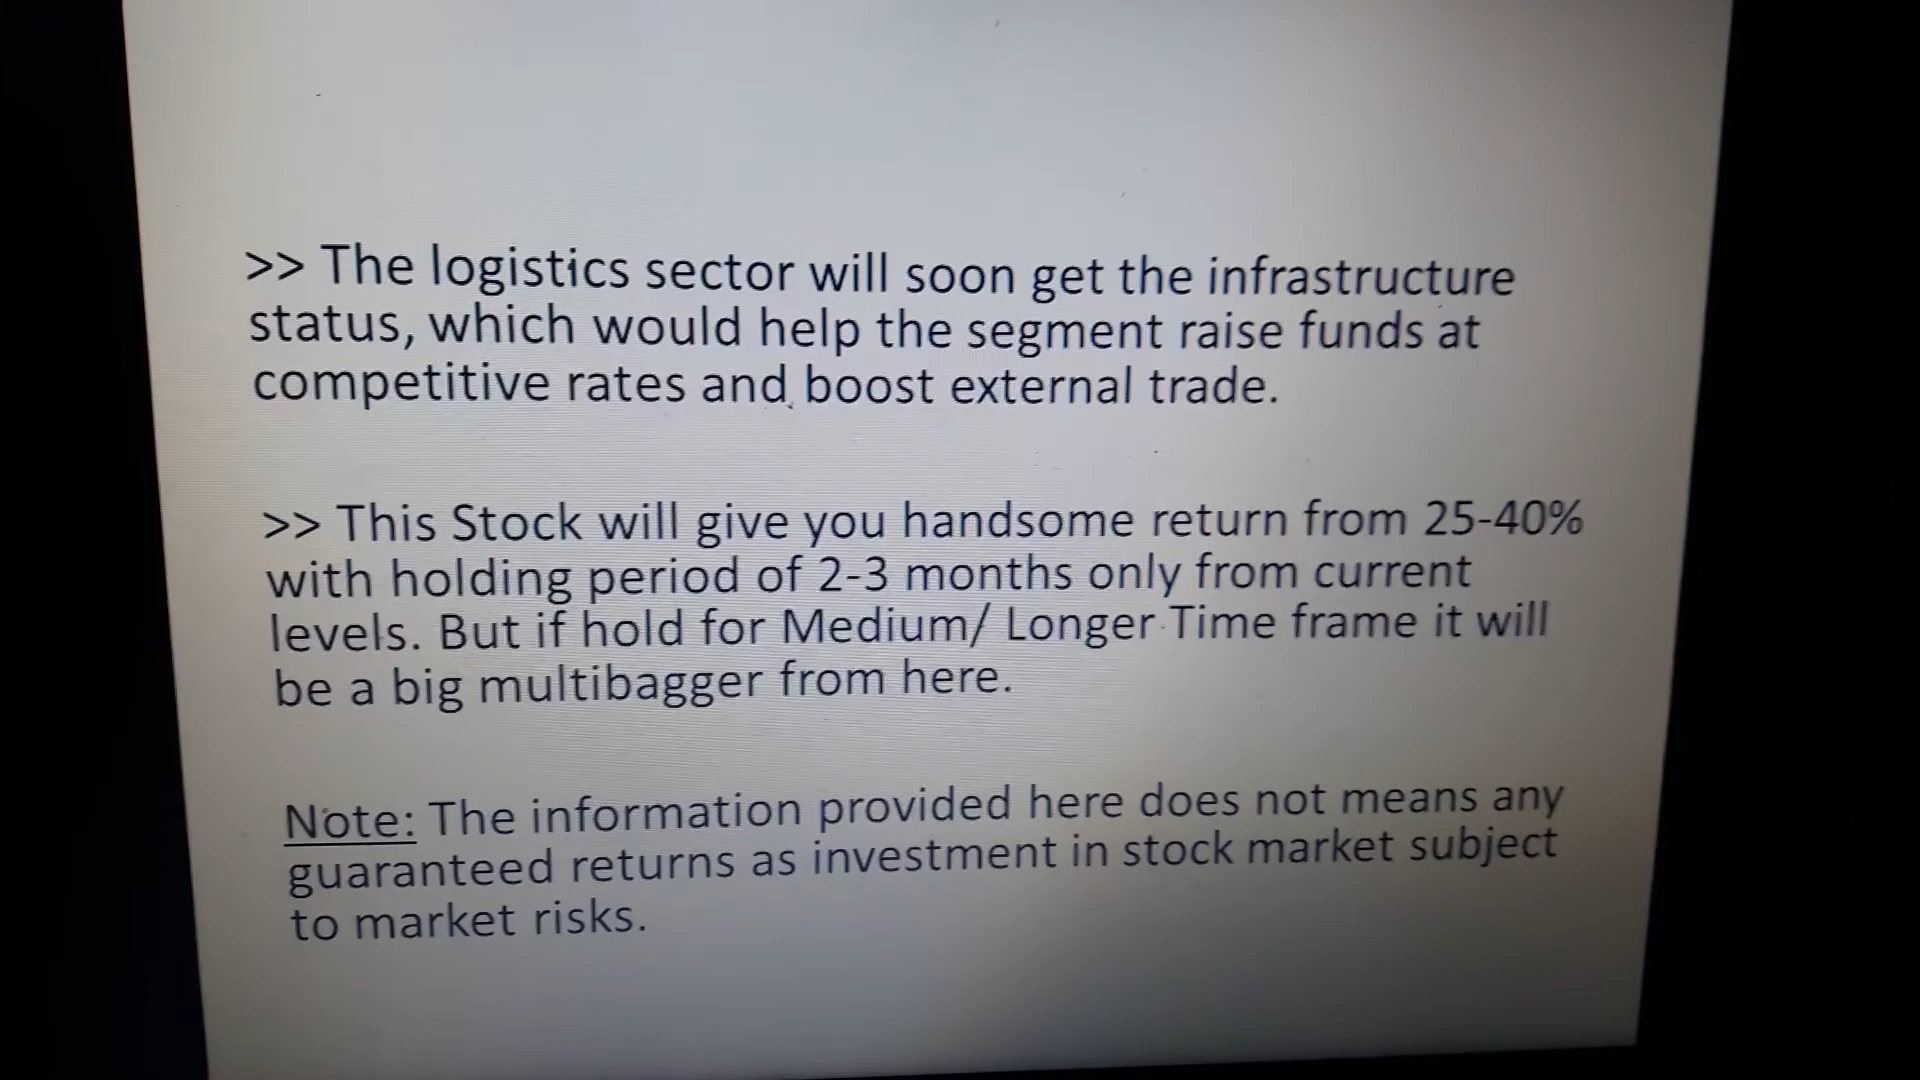 >> The logistics sector will soon get the infrastructure
status, which would help the segment raise funds at
competitive rates and boost external trade.
>> This Stock will give you handsome return from 25-40%
with holding period of 2-3 months only from current
levels. But if hold for Medium/ Longer Time frame it will
be a big multibagger from here.
Note: The information provided here does not means any
guaranteed returns as investment in stock market subject
to market risks.